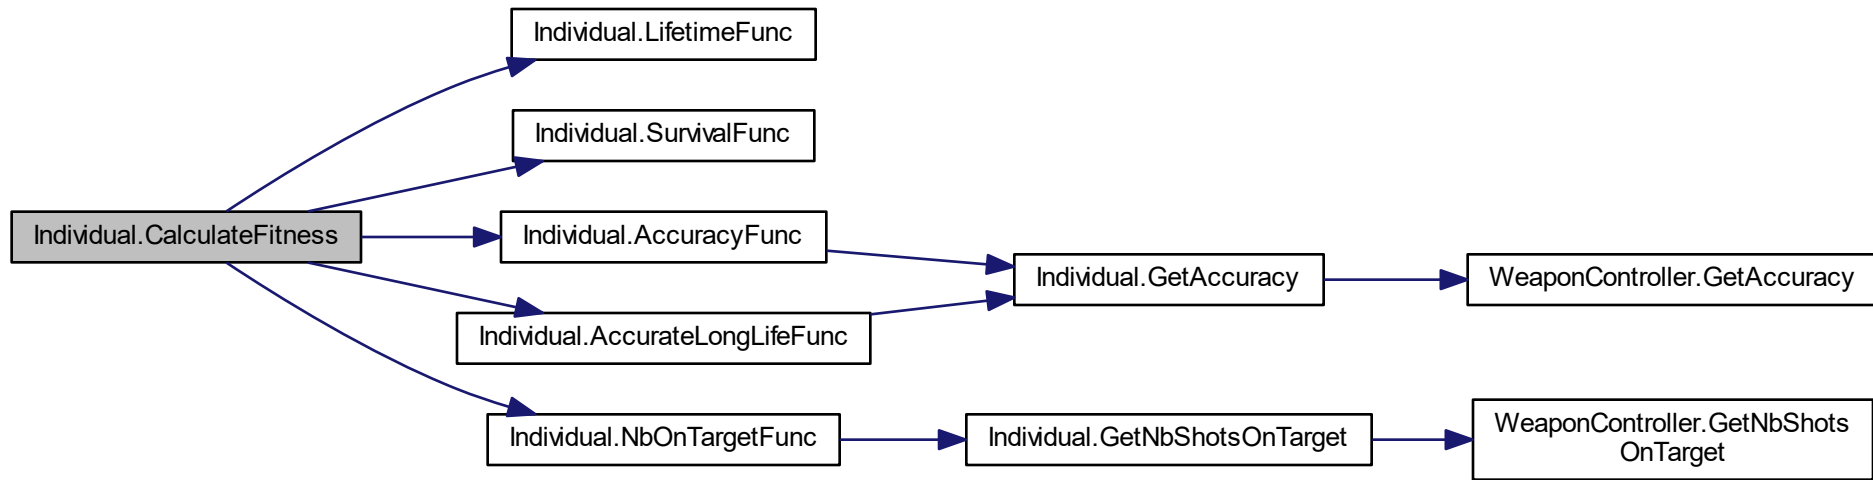 Individual.LifetimeFunc
Individual.SurvivalFunc
Individual.CalculateFitness
Individual.AccuracyFunc
Individual.GetAccuracy
WeaponController.GetAccuracy
Individual.AccurateLongLifeFunc
Individual.NbOnTargetFunc
Individual.GetNbShotsOnTarget
WeaponController.GetNbShots
OnTarget